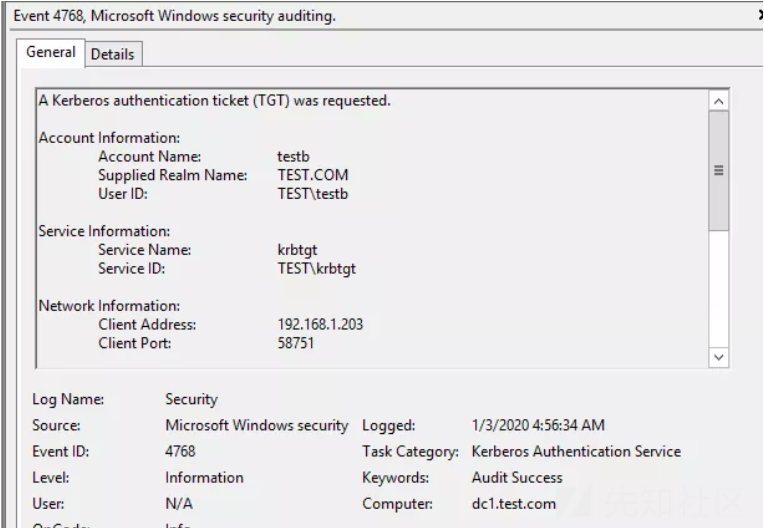 Event 4768, Microsoft Windows security auditing.
General Details
A Kerberos authentication ticket (TGT) was requested.
Account Information:
Account Name: testb
Supplied Realm Name: TEST.COM
User ID: TEST\testb
Service Information:
Service Name: krbtgt
Service ID: TEST\krbtgt
Network Information:
Client Address: 192.168.1.203
Client Port: 58751
Log Name: Security
Source: Microsoft Windows security Logged: 1/3/2020 4:56:34 AM
Event ID: 4768 Task Category: Kerberos Authentication Service
Level: Information Keywords: Audit Success
User: N/A Computer: dc1.test.com
OpCode: Info
先知社区